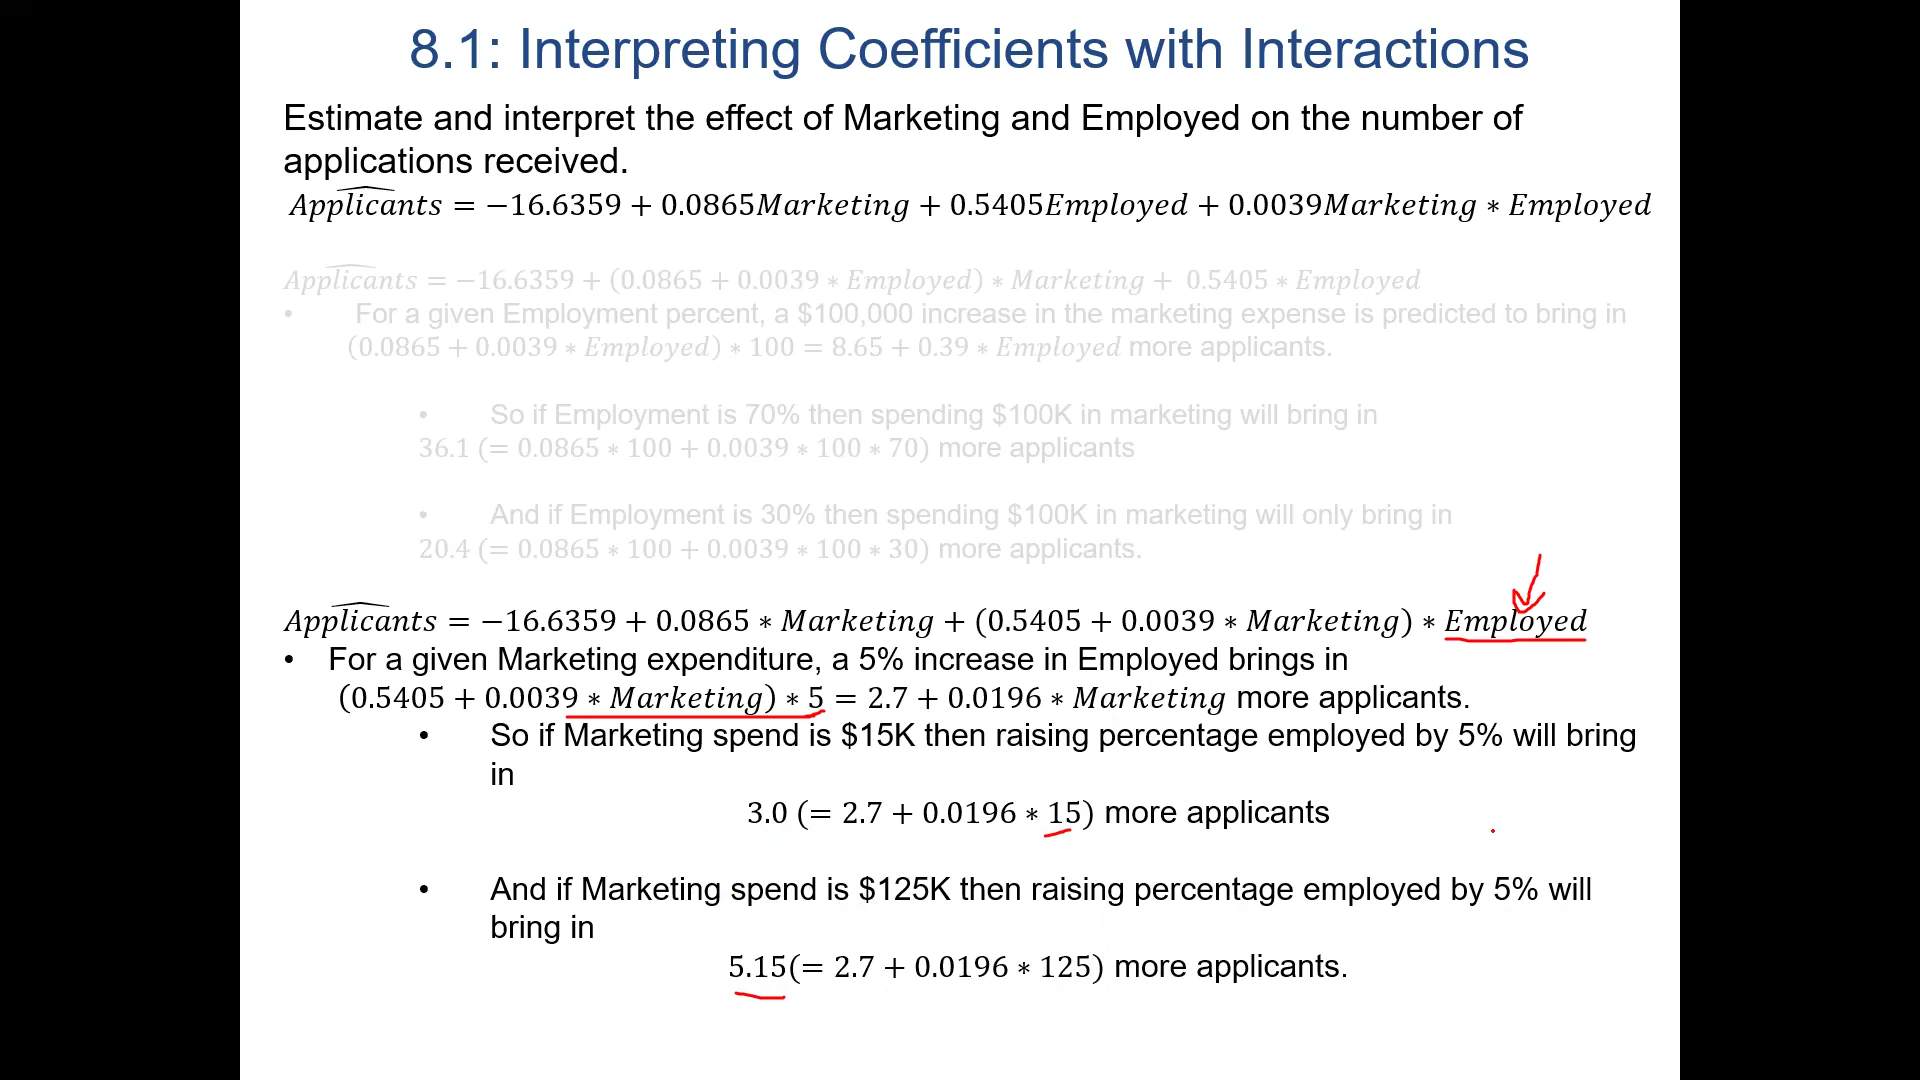 8.1: Interpreting Coefficients with Interactions
Estimate and interpret the effect of Marketing and Employed on the number of
applications received.
Applicants = −16.6359 + 0.0865Marketing + 0.5405Employed + 0.0039Marketing ∗ Employed
Applicants = −16.6359 + (0.0865 + 0.0039 ∗ Employed) ∗ Marketing + 0.5405 ∗ Employed
• For a given Employment percent, a $100,000 increase in the marketing expense is predicted to bring in
(0.0865 + 0.0039 ∗ Employed) ∗ 100 = 8.65 + 0.39 ∗ Employed more applicants.
• So if Employment is 70% then spending $100K in marketing will bring in
36.1 (= 0.0865 ∗ 100 + 0.0039 ∗ 100 ∗ 70) more applicants
• And if Employment is 30% then spending $100K in marketing will only bring in
20.4 (= 0.0865 ∗ 100 + 0.0039 ∗ 100 ∗ 30) more applicants.
Applicants = −16.6359 + 0.0865 ∗ Marketing + (0.5405 + 0.0039 ∗ Marketing) ∗ Employed
• For a given Marketing expenditure, a 5% increase in Employed brings in
(0.5405 + 0.0039 ∗ Marketing) ∗ 5 = 2.7 + 0.0196 ∗ Marketing more applicants.
• So if Marketing spend is $15K then raising percentage employed by 5% will bring
in
3.0 (= 2.7 + 0.0196 ∗ 15) more applicants
• And if Marketing spend is $125K then raising percentage employed by 5% will
bring in
5.15(= 2.7 + 0.0196 ∗ 125) more applicants.